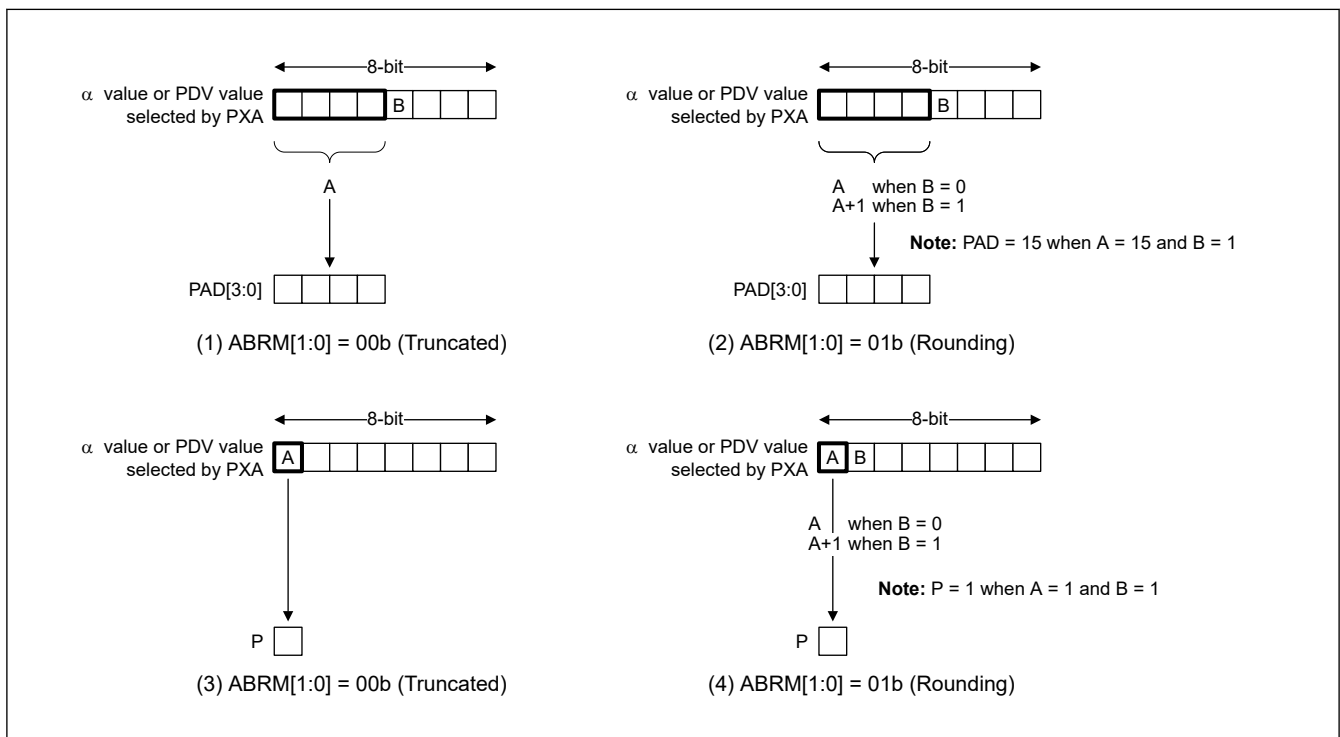 8-bit
α value or PDV value
selected by PXA
B
A
PAD[3:0]
(1) ABRM[1:0] = 00b (Truncated)
8-bit
α value or PDV value
selected by PXA
B
A when B = 0
A+1 when B = 1
Note: PAD = 15 when A = 15 and B = 1
PAD[3:0]
(2) ABRM[1:0] = 01b (Rounding)
8-bit
α value or PDV value
selected by PXA
A
P
(3) ABRM[1:0] = 00b (Truncated)
8-bit
α value or PDV value
selected by PXA
A B
A when B = 0
A+1 when B = 1
Note: P = 1 when A = 1 and B = 1
P
(4) ABRM[1:0] = 01b (Rounding)